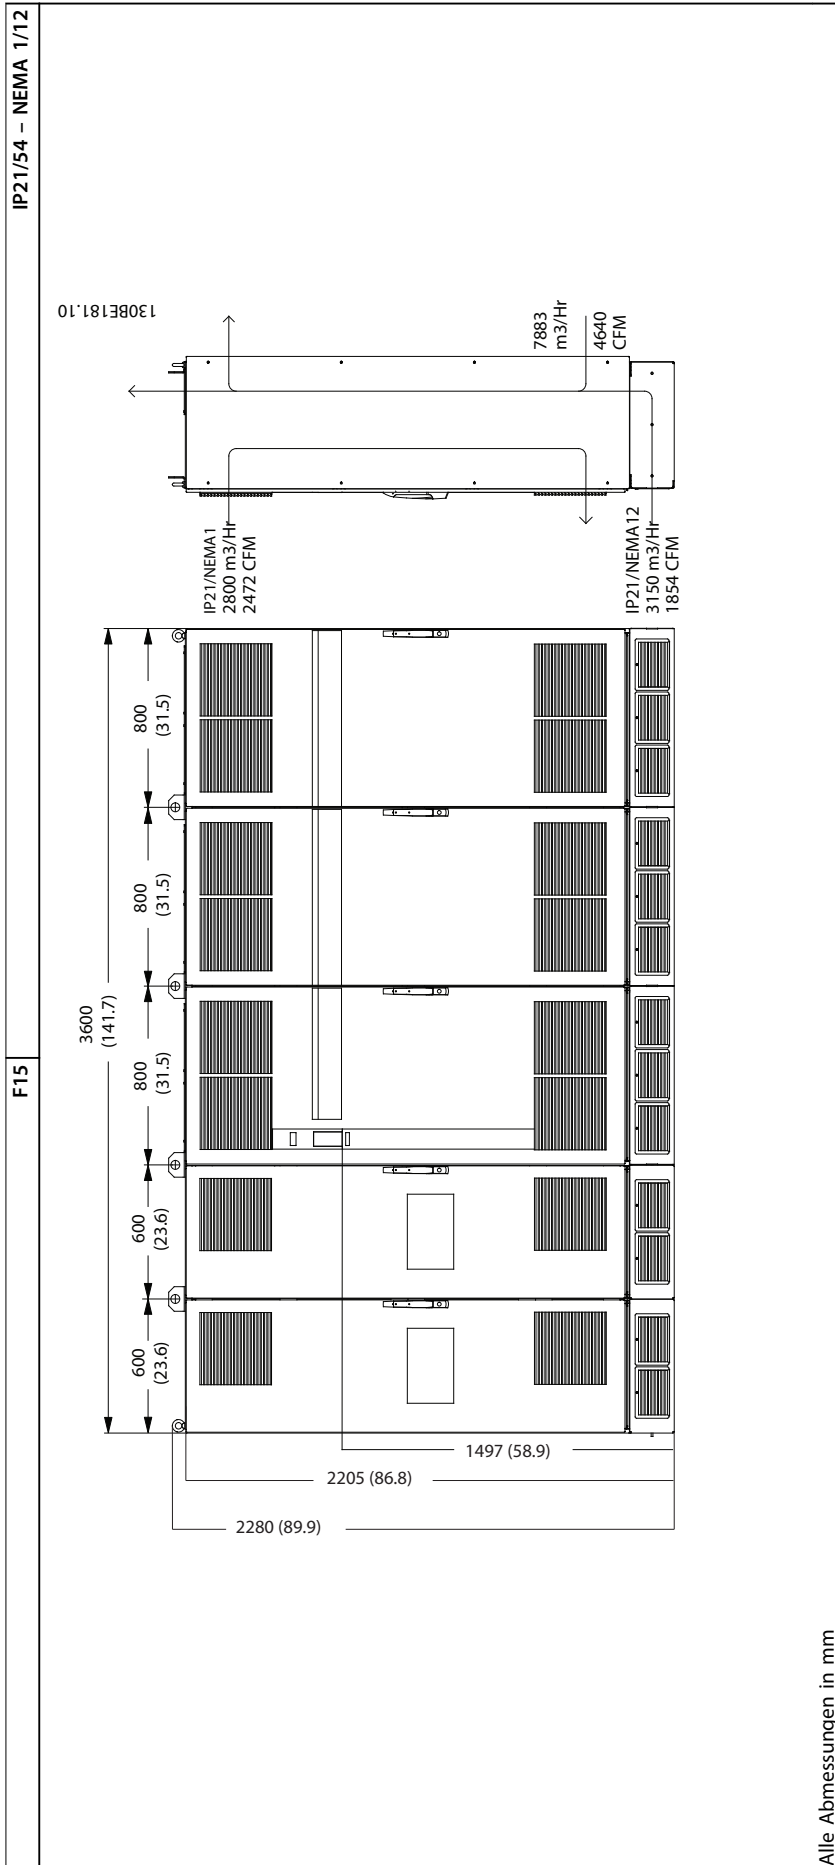 F15
IP21/54 – NEMA 1/12
130BE181.10
3600
(141.7)
600
(23.6)
600
(23.6)
800
(31.5)
800
(31.5)
800
(31.5)
IP21/NEMA1
2800 m3/Hr
2472 CFM
7883
m3/Hr
4640
CFM
IP21/NEMA12
3150 m3/Hr
1854 CFM
1497 (58.9)
2205 (86.8)
2280 (89.9)
Alle Abmessungen in mm